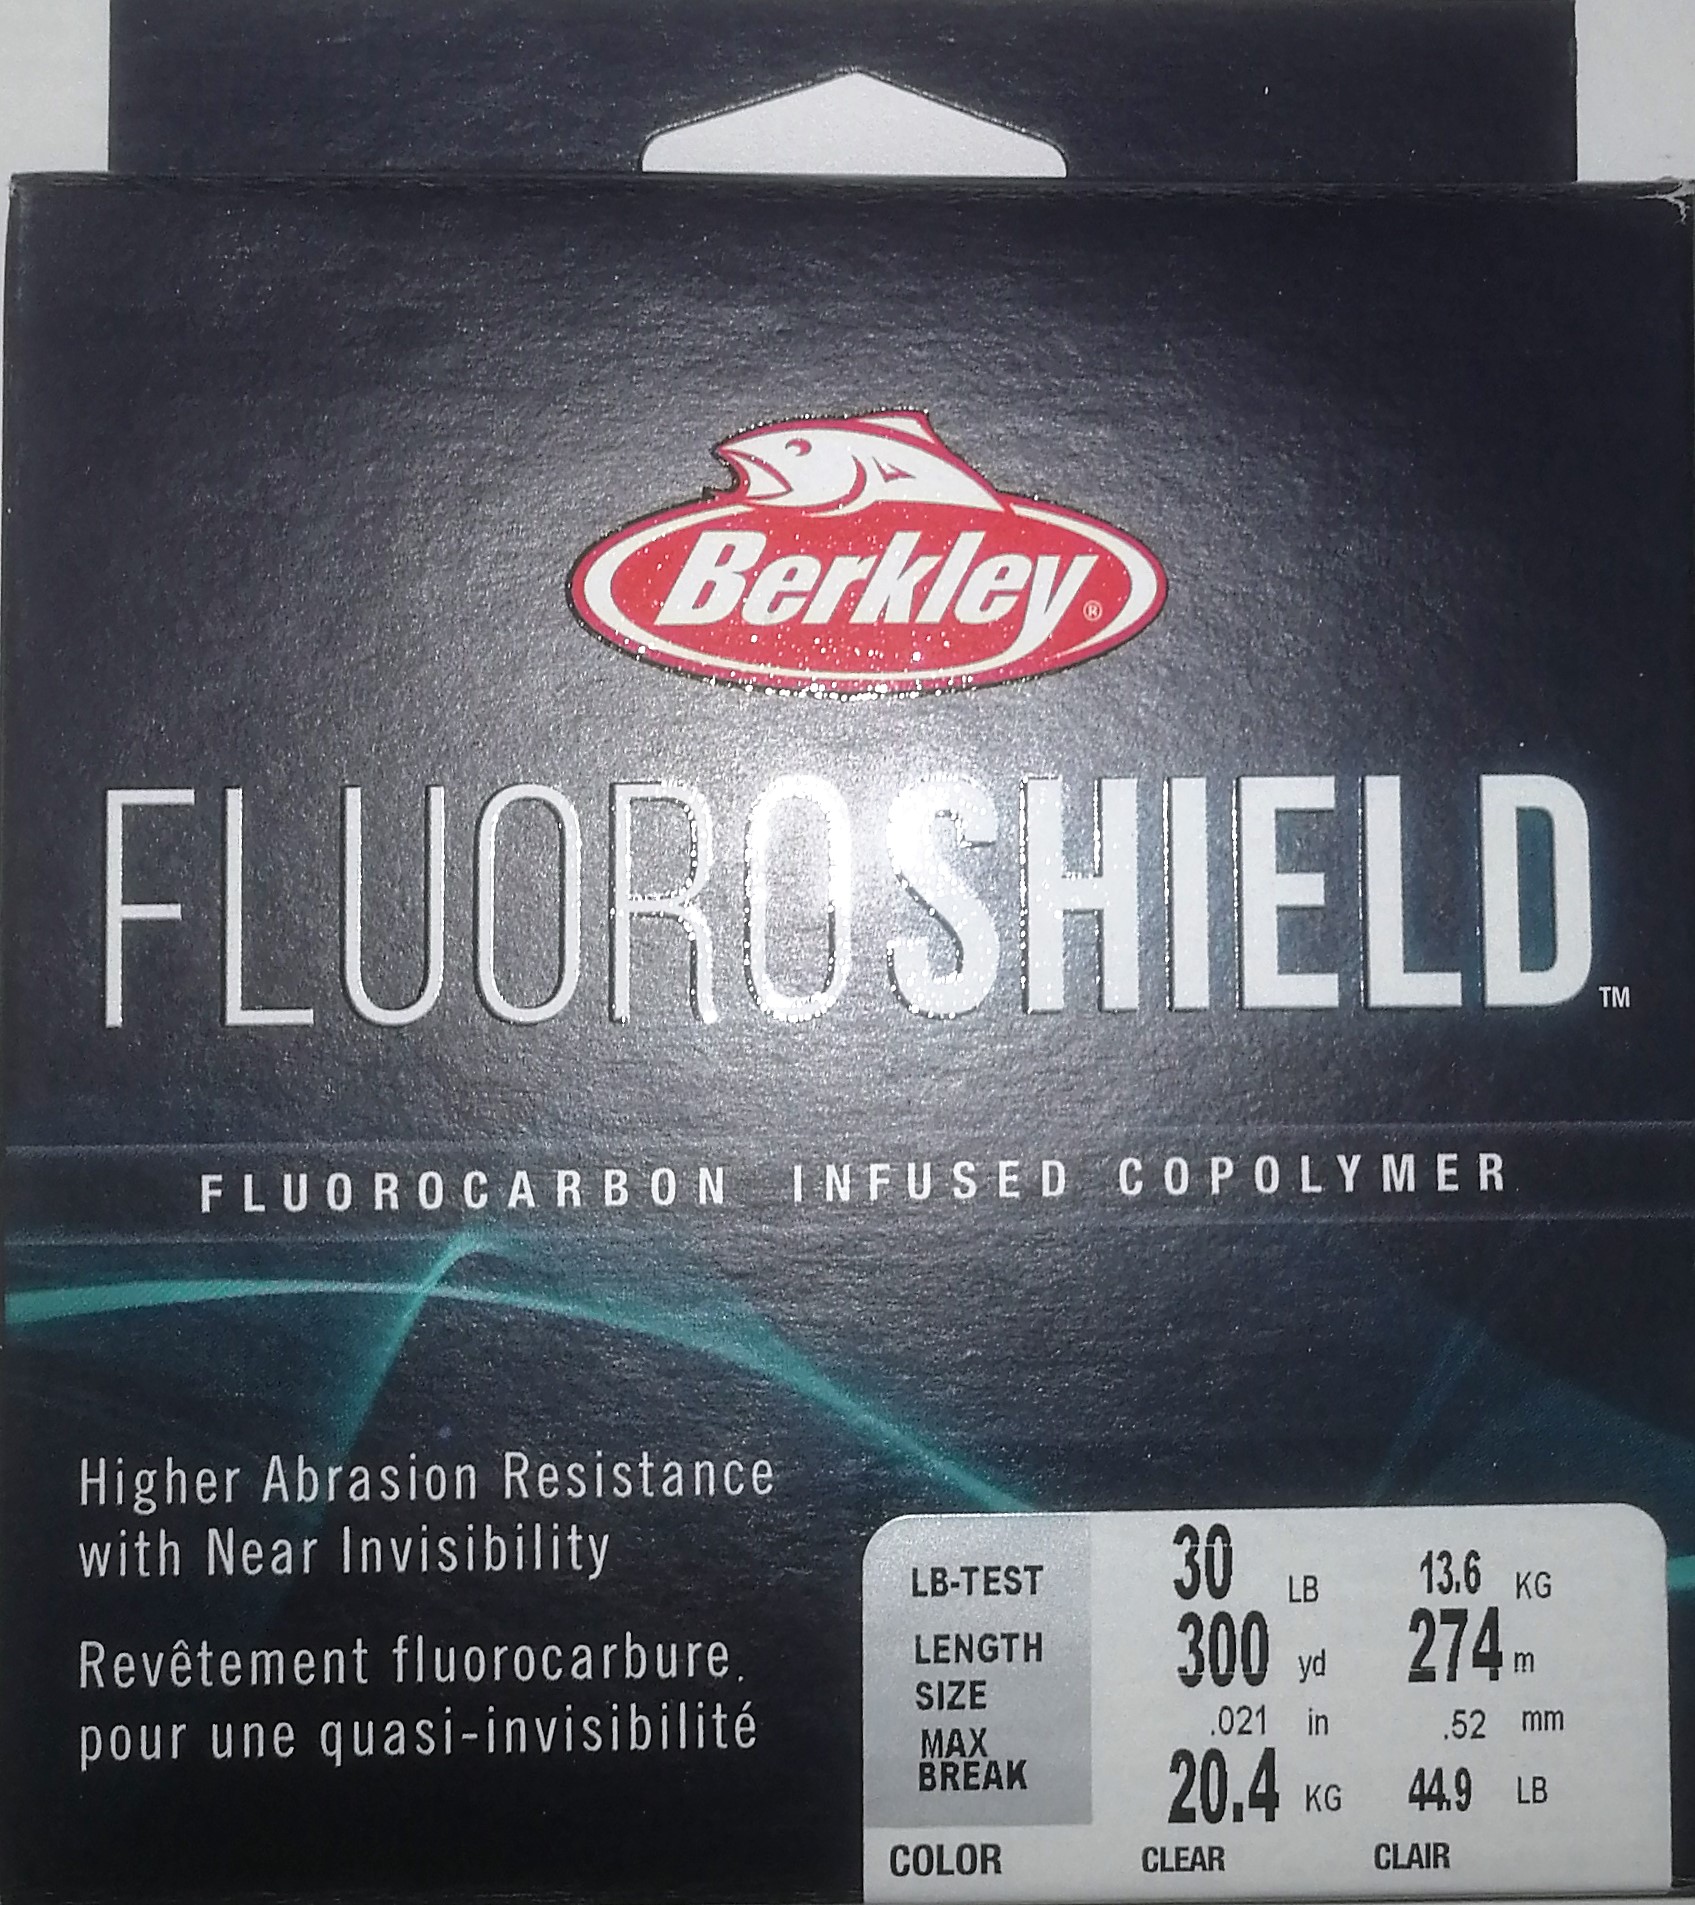 Berkley®
FLUOROSHIELD™
FLUOROCARBON INFUSED COPOLYMER
Higher Abrasion Resistance
with Near Invisibility
Revêtement fluorocarbure.
pour une quasi-invisibilité
LB-TEST 30 LB 13.6 KG
LENGTH 300 yd 274 m
SIZE .021 in .52 mm
MAX
BREAK 20.4 KG 44.9 LB
COLOR CLEAR CLAIR